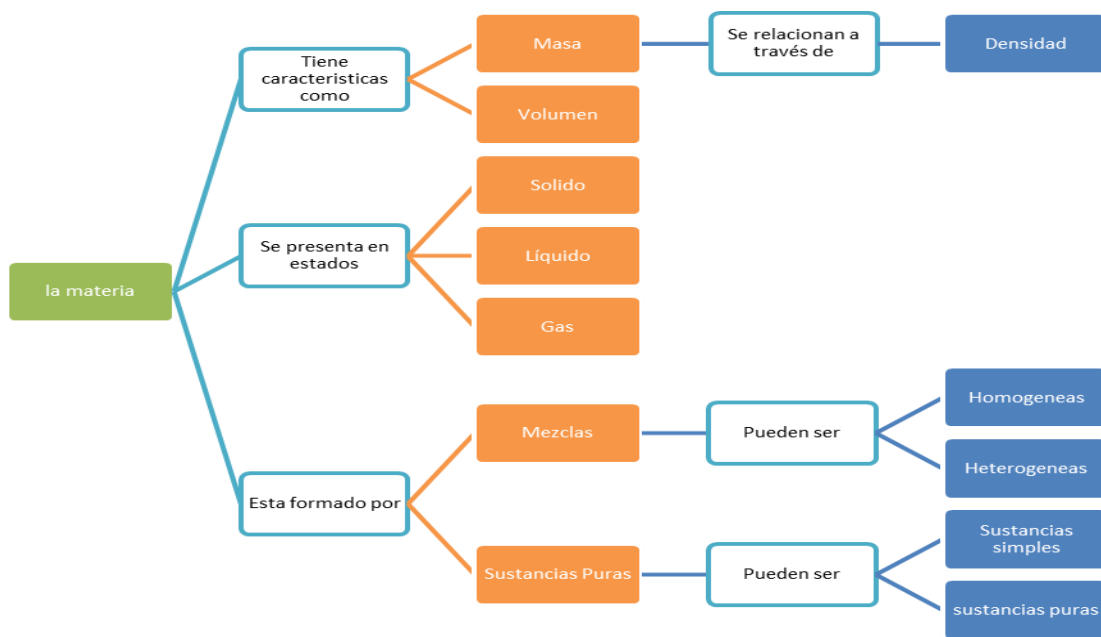 la materia
Tiene
caracteristicas
como
Masa
Se relacionan a
través de
Densidad
Volumen
Se presenta en
estados
Solido
Líquido
Gas
Esta formado por
Mezclas
Pueden ser
Homogeneas
Heterogeneas
Sustancias Puras
Pueden ser
Sustancias
simples
sustancias puras